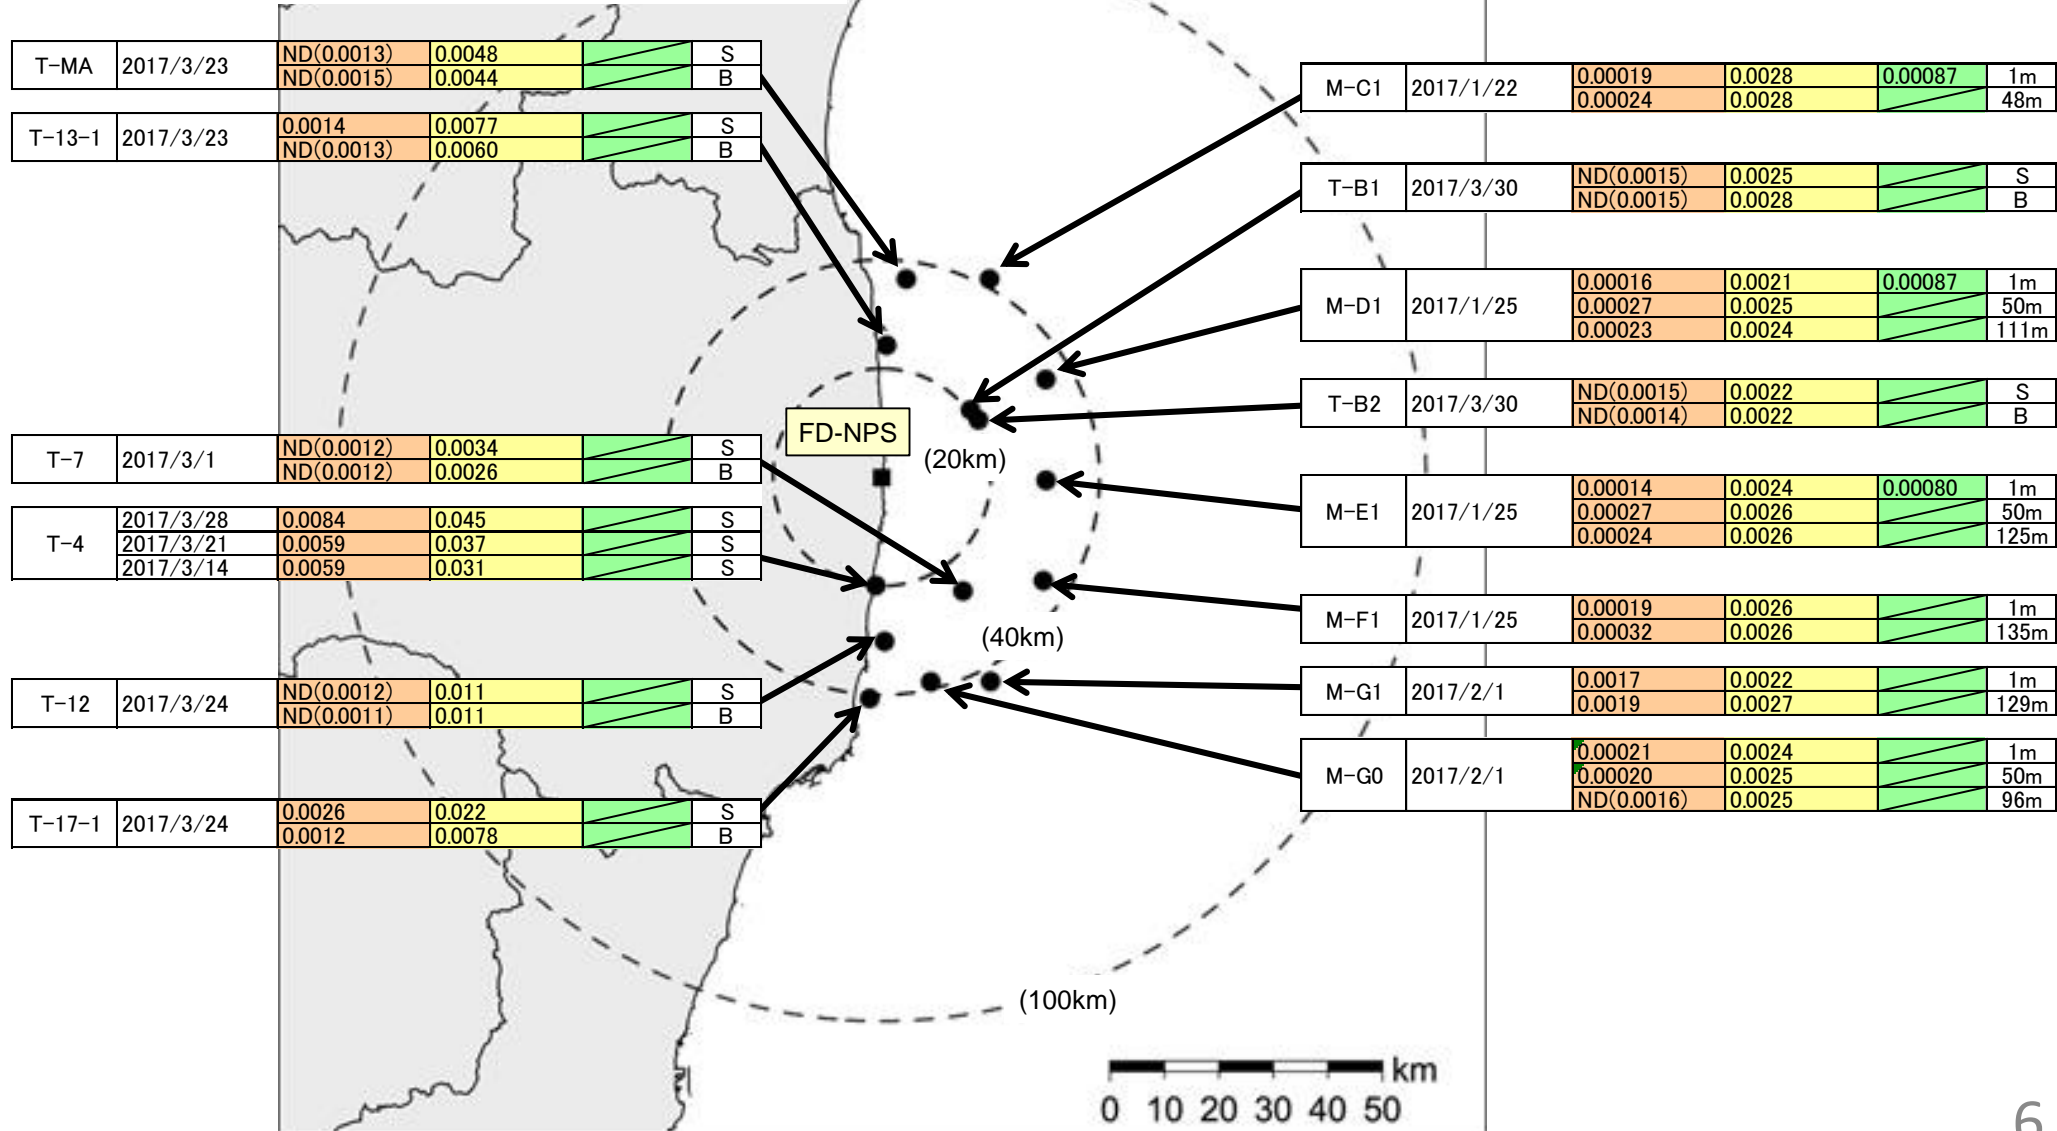 T-MA 2017/3/23 ND(0.0013) 0.0048 S
ND(0.0015) 0.0044 B
T-13-1 2017/3/23 0.0014 0.0077 S
ND(0.0013) 0.0060 B
T-7 2017/3/1 ND(0.0012) 0.0034 S
ND(0.0012) 0.0026 B
T-4 2017/3/28 0.0084 0.045 S
2017/3/21 0.0059 0.037 S
2017/3/14 0.0059 0.031 S
T-12 2017/3/24 ND(0.0012) 0.011 S
ND(0.0011) 0.011 B
T-17-1 2017/3/24 0.0026 0.022 S
0.0012 0.0078 B
FD-NPS
(20km)
(40km)
(100km)
M-C1 2017/1/22 0.00019 0.0028 0.00087 1m
0.00024 0.0028 48m
T-B1 2017/3/30 ND(0.0015) 0.0025 S
ND(0.0015) 0.0028 B
M-D1 2017/1/25 0.00016 0.0021 0.00087 1m
0.00027 0.0025 50m
0.00023 0.0024 111m
T-B2 2017/3/30 ND(0.0015) 0.0022 S
ND(0.0014) 0.0022 B
M-E1 2017/1/25 0.00014 0.0024 0.00080 1m
0.00027 0.0026 50m
0.00024 0.0026 125m
M-F1 2017/1/25 0.00019 0.0026 1m
0.00032 0.0026 135m
M-G1 2017/2/1 0.0017 0.0022 1m
0.0019 0.0027 129m
M-G0 2017/2/1 0.00021 0.0024 1m
0.00020 0.0025 50m
ND(0.0016) 0.0025 96m
km
0 10 20 30 40 50
6